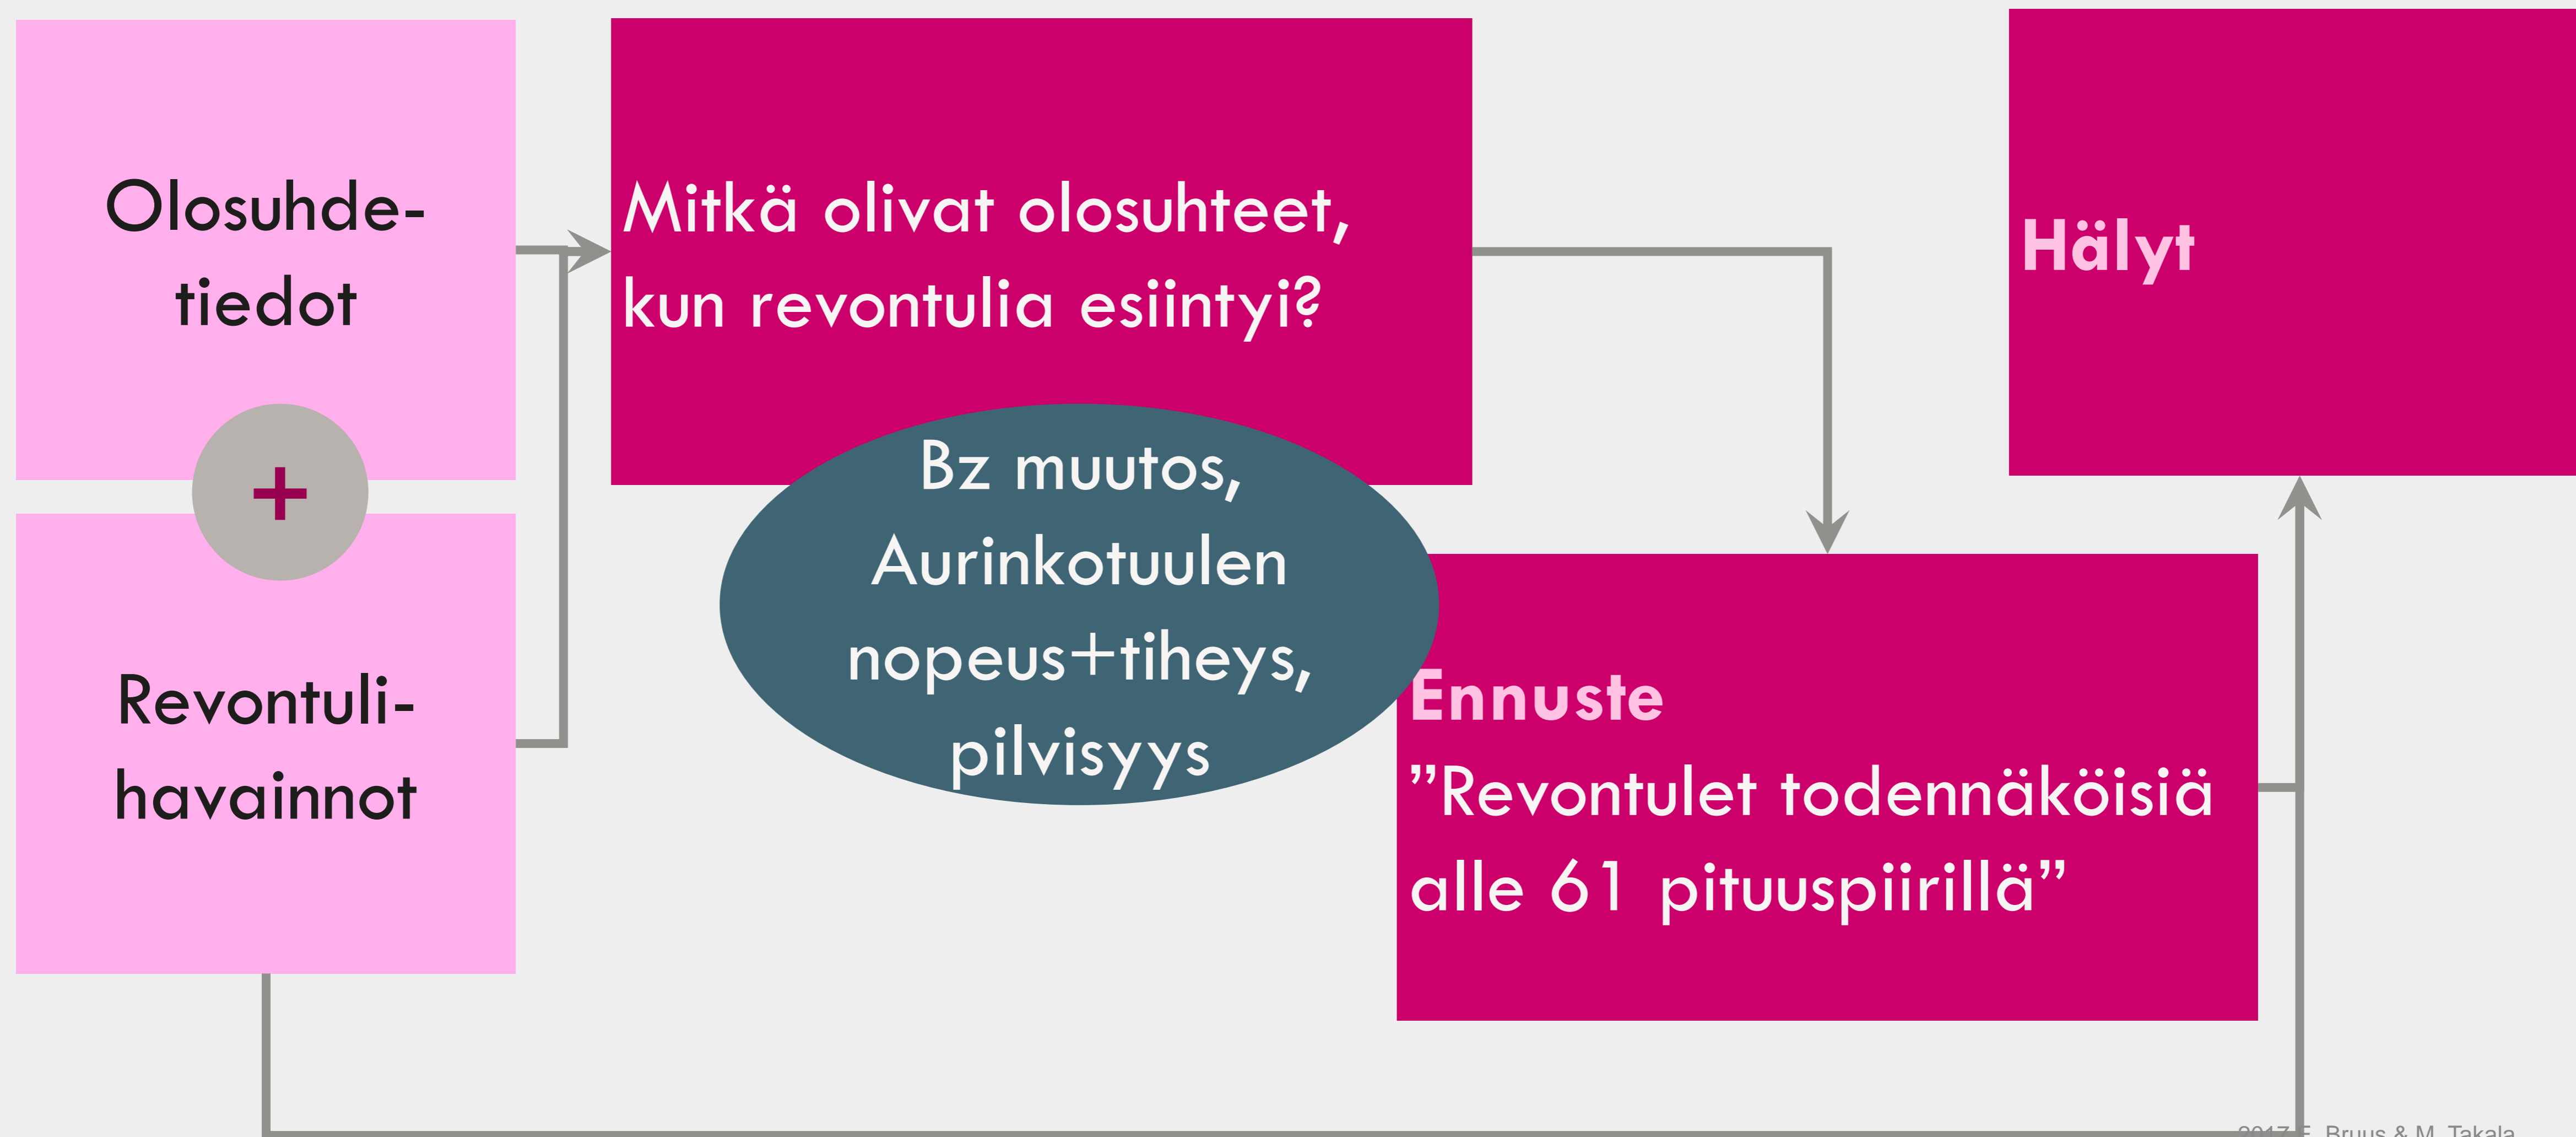 Olosuhde-
tiedot
+
Revontuli-
havainnot
Mitkä olivat olosuhteet,
kun revontulia esiintyi?
Bz muutos,
Aurinkotuulen
nopeus+tiheys,
pilvisyys
Ennuste
”Revontulet todennäköisiä
alle 61 pituuspiirillä”
Hälyt
2017 E. Bruus & M. Takala